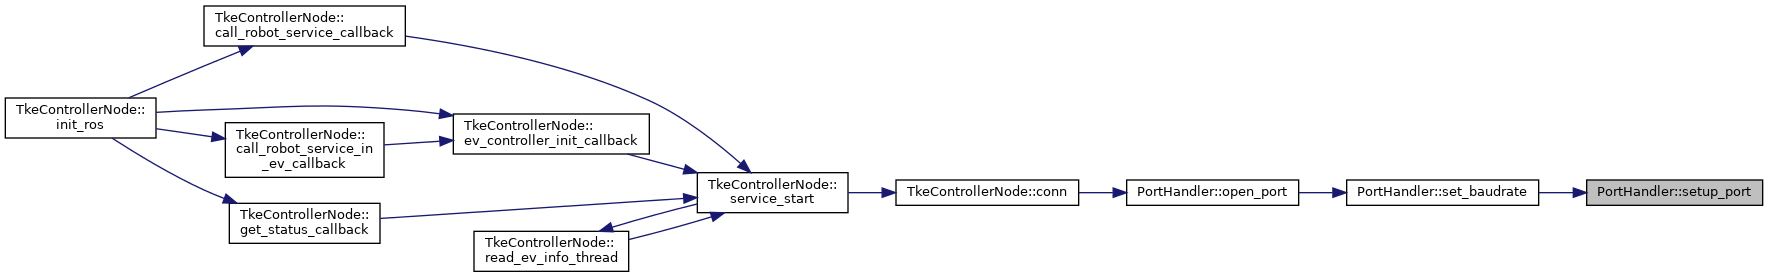 TkeControllerNode::
call_robot_service_callback
TkeControllerNode::
init_ros
TkeControllerNode::
call_robot_service_in
_ev_callback
TkeControllerNode::
get_status_callback
TkeControllerNode::
ev_controller_init_callback
TkeControllerNode::
read_ev_info_thread
TkeControllerNode::
service_start
TkeControllerNode::conn
PortHandler::open_port
PortHandler::set_baudrate
PortHandler::setup_port